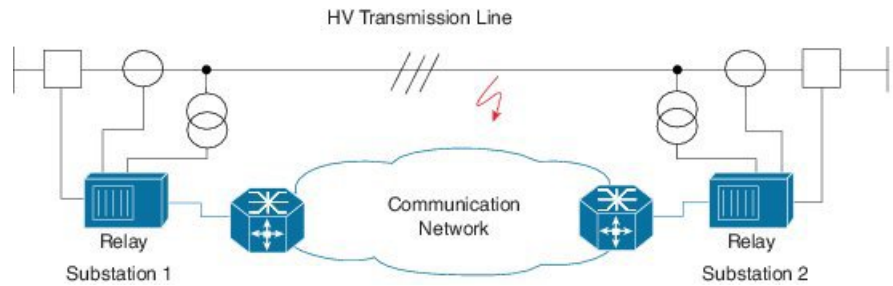 HV Transmission Line
Communication
Network
Relay
Relay
Substation 1
Substation 2